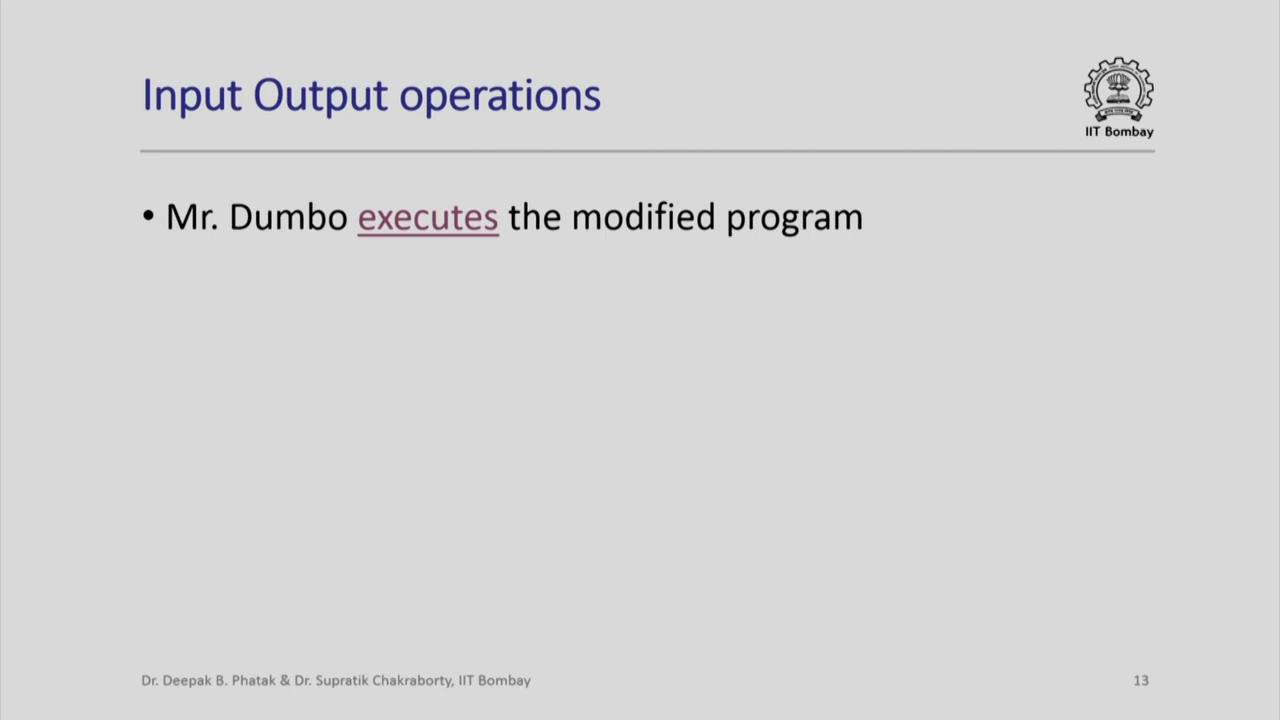 Input Output operations
IIT Bombay
• Mr. Dumbo executes the modified program
Dr. Deepak B. Phatak & Dr. Supratik Chakraborty, IIT Bombay
13